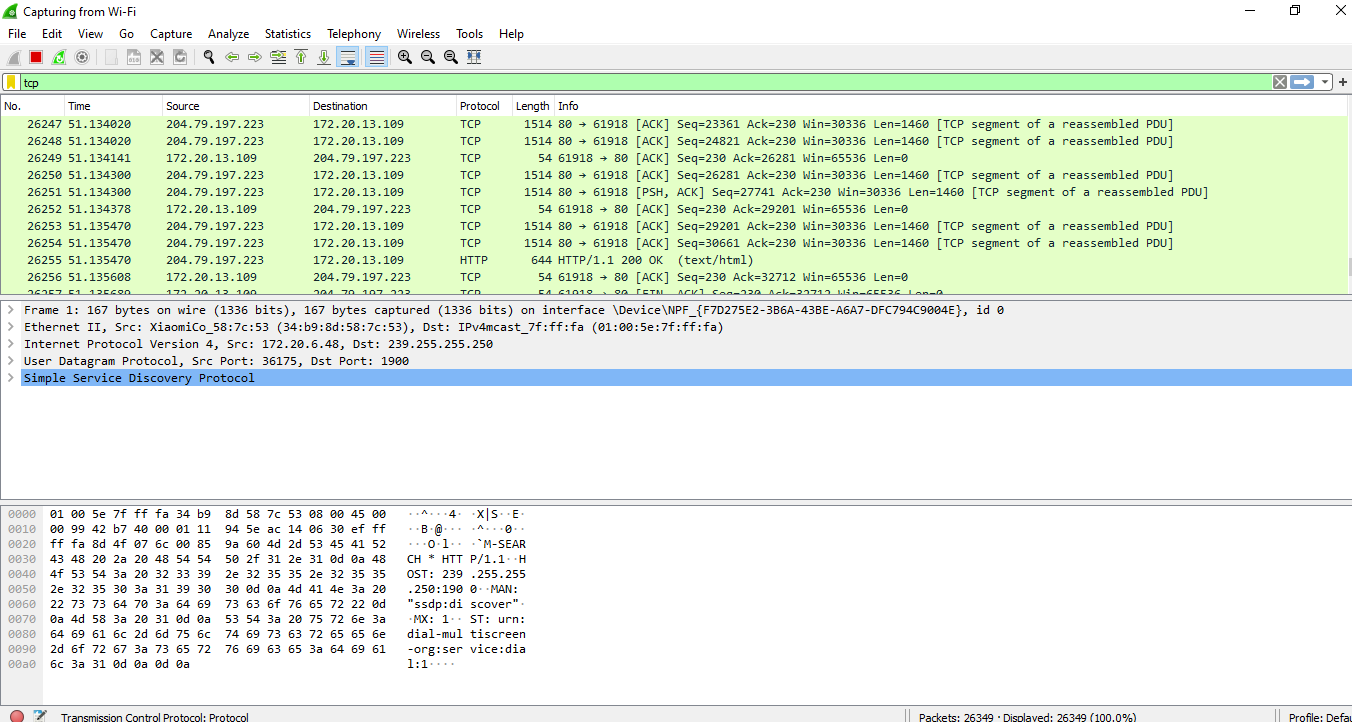 Capturing from Wi-Fi
File Edit View Go Capture Analyze Statistics Telephony Wireless Tools Help
tcp
No. Time Source Destination Protocol Length Info
26247 51.134020 204.79.197.223 172.20.13.109 TCP 1514 80 → 61918 [ACK] Seq=23361 Ack=230 Win=30336 Len=1460 [TCP segment of a reassembled PDU]
26248 51.134020 204.79.197.223 172.20.13.109 TCP 1514 80 → 61918 [ACK] Seq=24821 Ack=230 Win=30336 Len=1460 [TCP segment of a reassembled PDU]
26249 51.134141 172.20.13.109 204.79.197.223 TCP 54 61918 → 80 [ACK] Seq=230 Ack=26281 Win=65536 Len=0
26250 51.134300 204.79.197.223 172.20.13.109 TCP 1514 80 → 61918 [ACK] Seq=26281 Ack=230 Win=30336 Len=1460 [TCP segment of a reassembled PDU]
26251 51.134300 204.79.197.223 172.20.13.109 TCP 1514 80 → 61918 [PSH, ACK] Seq=27741 Ack=230 Win=30336 Len=1460 [TCP segment of a reassembled PDU]
26252 51.134378 172.20.13.109 204.79.197.223 TCP 54 61918 → 80 [ACK] Seq=230 Ack=29201 Win=65536 Len=0
26253 51.135470 204.79.197.223 172.20.13.109 TCP 1514 80 → 61918 [ACK] Seq=29201 Ack=230 Win=30336 Len=1460 [TCP segment of a reassembled PDU]
26254 51.135470 204.79.197.223 172.20.13.109 TCP 1514 80 → 61918 [ACK] Seq=30661 Ack=230 Win=30336 Len=1460 [TCP segment of a reassembled PDU]
26255 51.135470 204.79.197.223 172.20.13.109 HTTP 644 HTTP/1.1 200 OK (text/html)
26256 51.135608 172.20.13.109 204.79.197.223 TCP 54 61918 → 80 [ACK] Seq=230 Ack=32712 Win=65536 Len=0
Frame 1: 167 bytes on wire (1336 bits), 167 bytes captured (1336 bits) on interface \Device\NPF_{F7D275E2-3B6A-43BE-A6A7-DFC794C9004E}, id 0
Ethernet II, Src: XiaomiCo_58:7c:53 (34:b9:8d:58:7c:53), Dst: IPv4mcast_7f:ff:fa (01:00:5e:7f:ff:fa)
Internet Protocol Version 4, Src: 172.20.6.48, Dst: 239.255.255.250
User Datagram Protocol, Src Port: 36175, Dst Port: 1900
Simple Service Discovery Protocol
0000 01 00 5e 7f ff fa 34 b9 8d 58 7c 53 08 00 45 00 ··^···4· ·X|S··E·
0010 00 99 42 b7 40 00 01 11 94 5e ac 14 06 30 ef ff ··B·@··· ·^···0··
0020 ff fa 8d 4f 07 6c 00 85 9a 60 4d 2d 53 45 41 52 ···O·l·· ·`M-SEAR
0030 43 48 20 2a 20 48 54 54 50 2f 31 2e 31 0d 0a 48 CH * HTT P/1.1··H
0040 4f 53 54 3a 20 32 33 39 2e 32 35 35 2e 32 35 35 OST: 239 .255.255
0050 2e 32 35 30 3a 31 39 30 30 0d 0a 4d 41 4e 3a 20 .250:190 0··MAN:
0060 22 73 73 64 70 3a 64 69 73 63 6f 76 65 72 22 0d "ssdp:di scover"·
0070 0a 4d 58 3a 20 31 0d 0a 53 54 3a 20 75 72 6e 3a ·MX: 1·· ST: urn:
0080 64 69 61 6c 2d 6d 75 6c 74 69 73 63 72 65 65 6e dial-mul tiscreen
0090 2d 6f 72 67 3a 73 65 72 76 69 63 65 3a 64 69 61 -org:ser vice:dia
00a0 6c 3a 31 0d 0a 0d 0a l:1····
Transmission Control Protocol: Protocol Packets: 26349 · Displayed: 26349 (100.0%) Profile: Defau